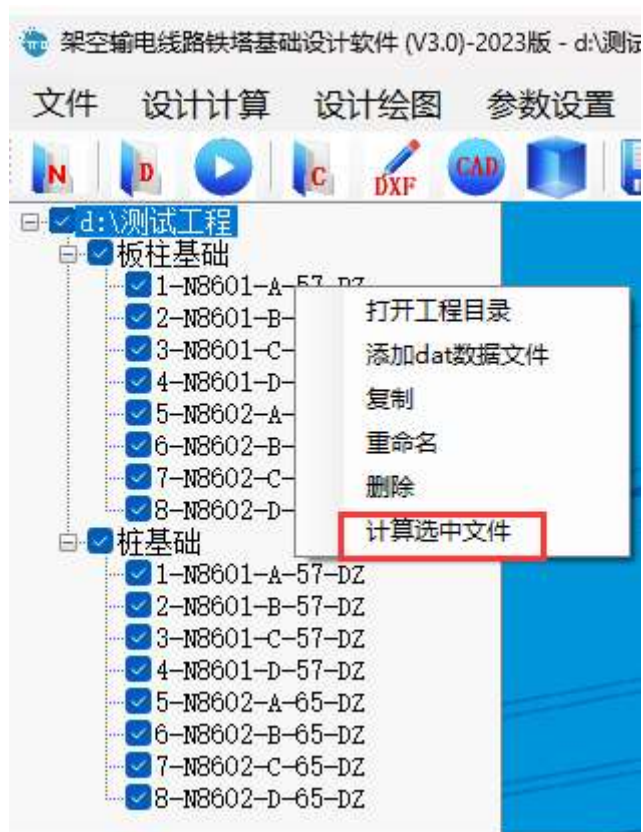 架空输电线路铁塔基础设计软件 (V3.0)-2023版 - d:\测试
文件 设计计算 设计绘图 参数设置
N D C DXF CAD
d:\测试工程
板柱基础
1-N8601-A-57-DZ
2-N8601-B-
3-N8601-C-
4-N8601-D-
5-N8602-A-
6-N8602-B-
7-N8602-C-
8-N8602-D-
打开工程目录
添加dat数据文件
复制
重命名
删除
计算选中文件
桩基础
1-N8601-A-57-DZ
2-N8601-B-57-DZ
3-N8601-C-57-DZ
4-N8601-D-57-DZ
5-N8602-A-65-DZ
6-N8602-B-65-DZ
7-N8602-C-65-DZ
8-N8602-D-65-DZ